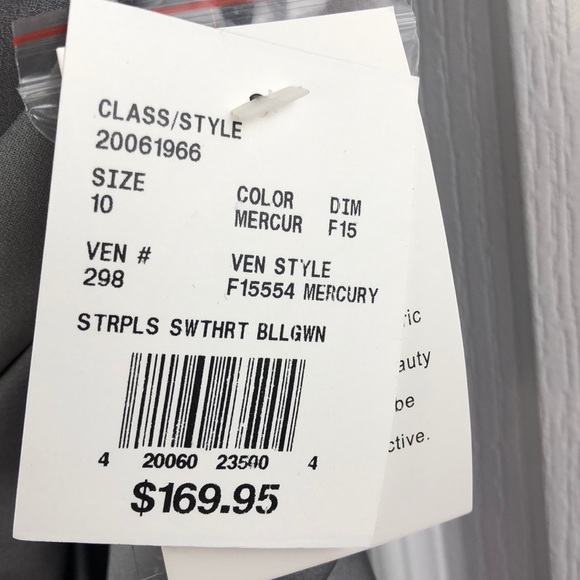 CLASS/STYLE
20061966
SIZE COLOR DIM
10 MERCUR F15
VEN # VEN STYLE
298 F15554 MERCURY
STRPLS SWTHRT BLLGWN
4 20060 23500 4
$169.95
be